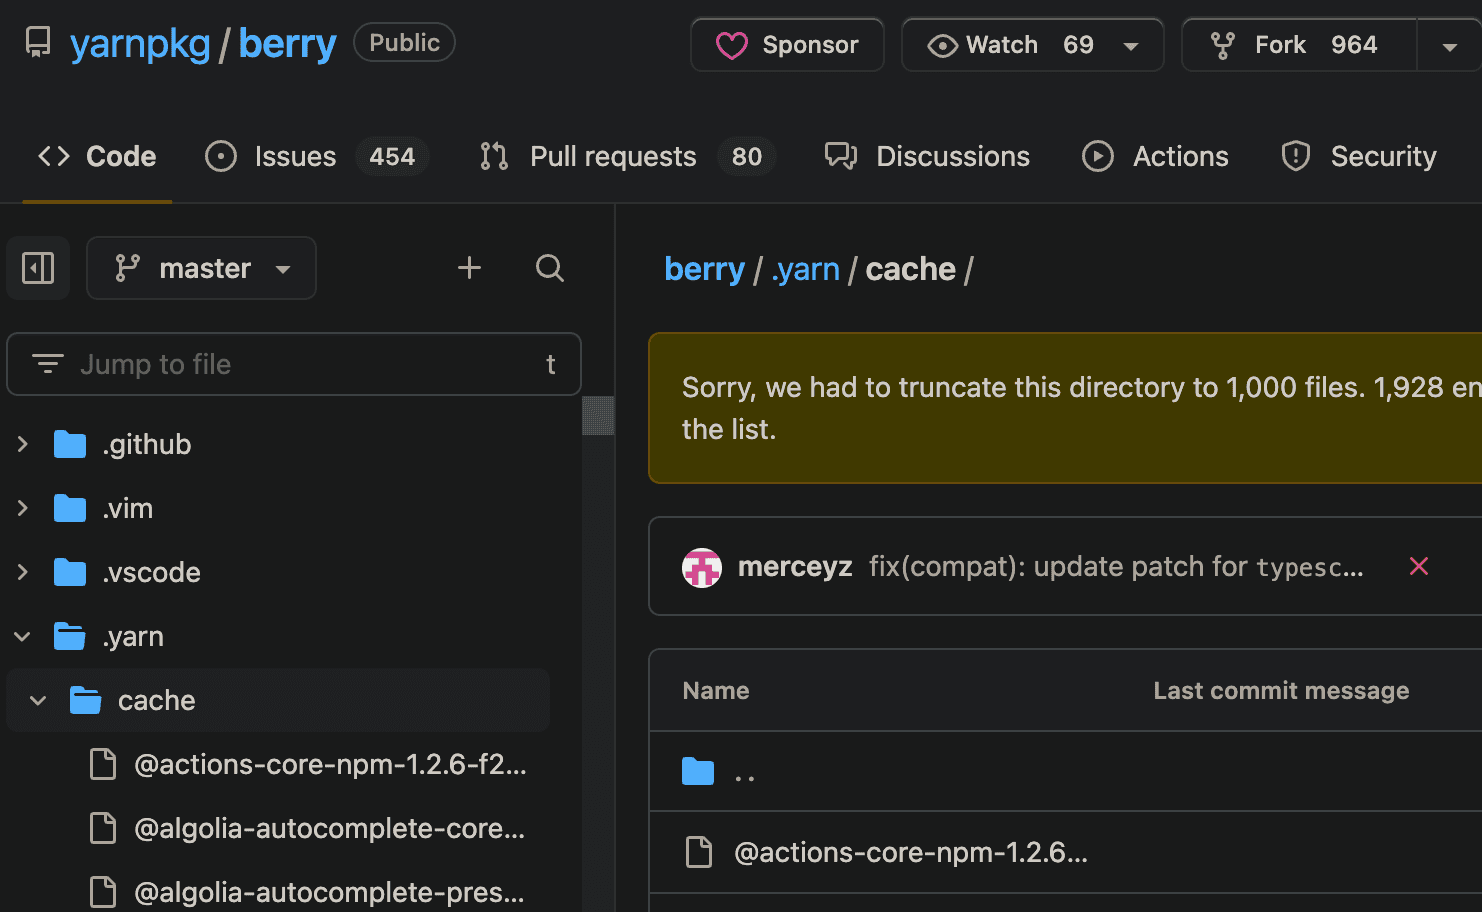 yarnpkg / berry Public Sponsor Watch 69 Fork 964
Code Issues 454 Pull requests 80 Discussions Actions Security
master
Jump to file t
.github
.vim
.vscode
.yarn
cache
@actions-core-npm-1.2.6-f2...
@algolia-autocomplete-core...
@algolia-autocomplete-pres...
berry / .yarn / cache /
Sorry, we had to truncate this directory to 1,000 files. 1,928 en
the list.
merceyz fix(compat): update patch for typesc...
Name Last commit message
..
@actions-core-npm-1.2.6...